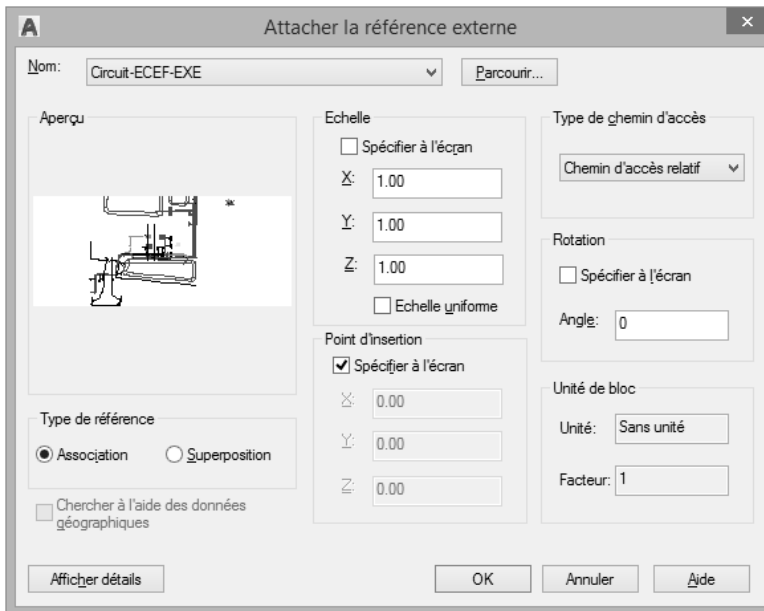 Attacher la référence externe
Nom: Circuit-ECEF-EXE Parcourir...
Aperçu
Type de référence
Association Superposition
Chercher à l'aide des données
géographiques
Echelle
Spécifier à l'écran
X: 1.00
Y: 1.00
Z: 1.00
Echelle uniforme
Point d'insertion
Spécifier à l'écran
X: 0.00
Y: 0.00
Z: 0.00
Type de chemin d'accès
Chemin d'accès relatif
Rotation
Spécifier à l'écran
Angle: 0
Unité de bloc
Unité: Sans unité
Facteur: 1
Afficher détails OK Annuler Aide